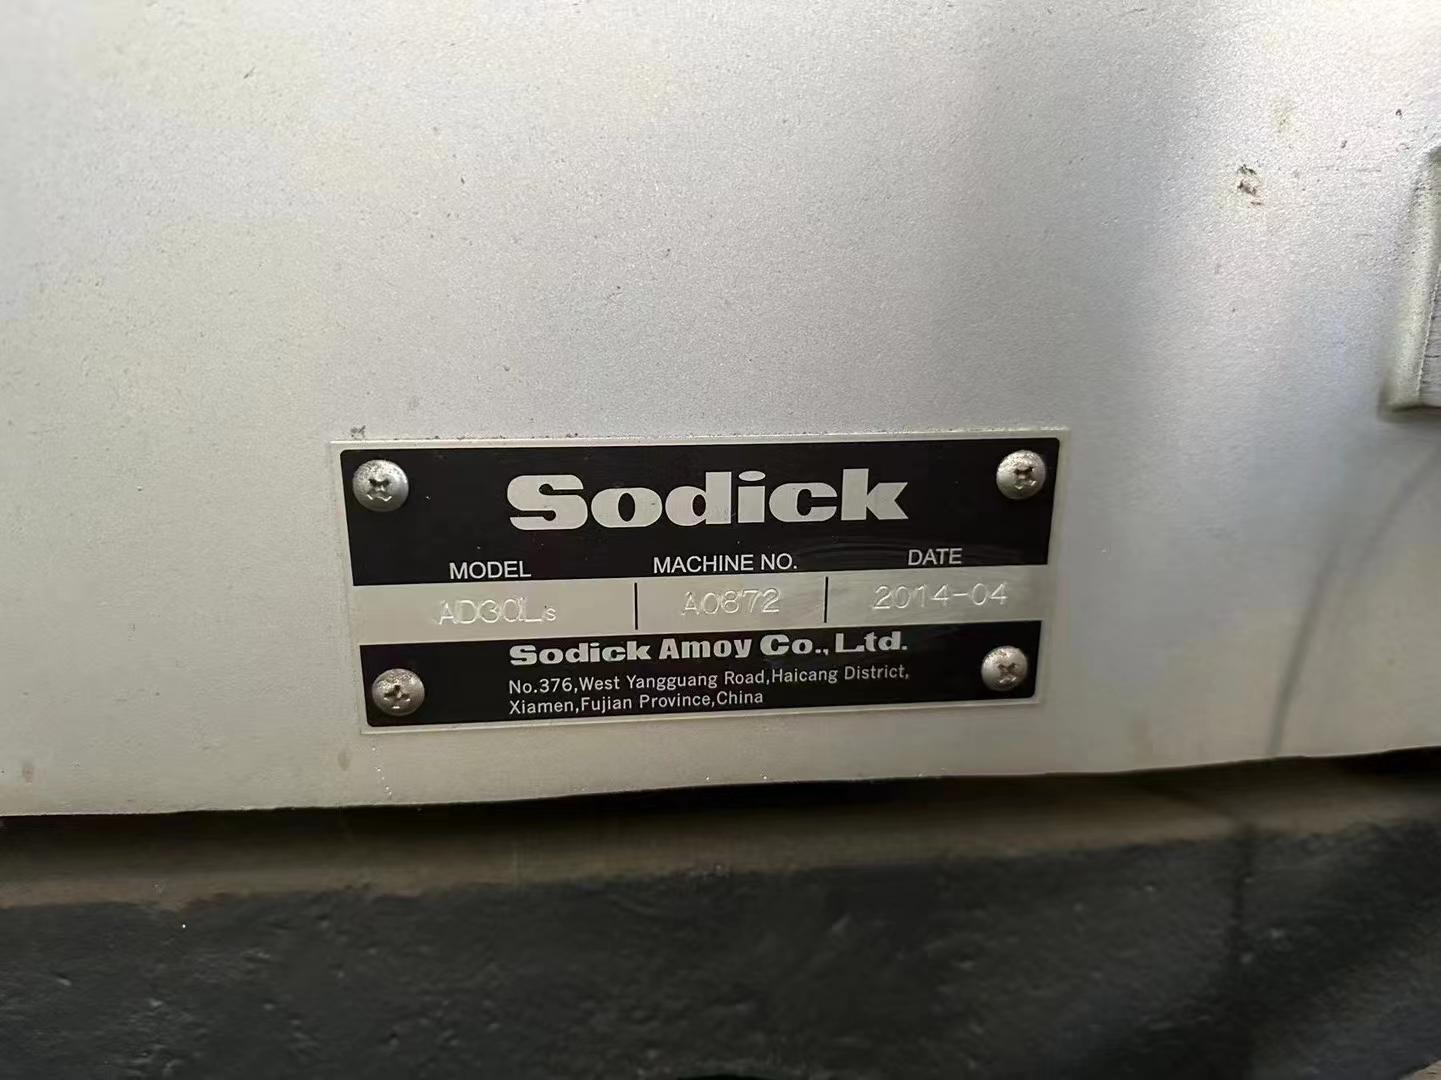 Sodick
MODEL MACHINE NO. DATE
AD30Ls A0872 2014-04
Sodick Amoy Co., Ltd.
No.376,West Yangguang Road,Haicang District,
Xiamen,Fujian Province,China